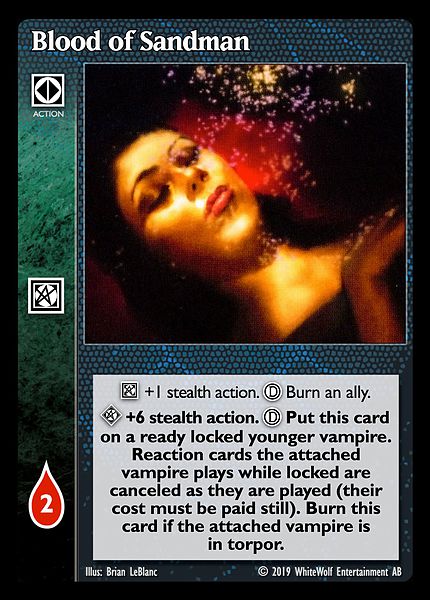 Blood of Sandman
ACTION
+1 stealth action. Ⓓ Burn an ally.
+6 stealth action. Ⓓ Put this card
on a ready locked younger vampire.
Reaction cards the attached
vampire plays while locked are
canceled as they are played (their
cost must be paid still). Burn this
card if the attached vampire is
in torpor.
2
Illus: Brian LeBlanc © 2019 WhiteWolf Entertainment AB